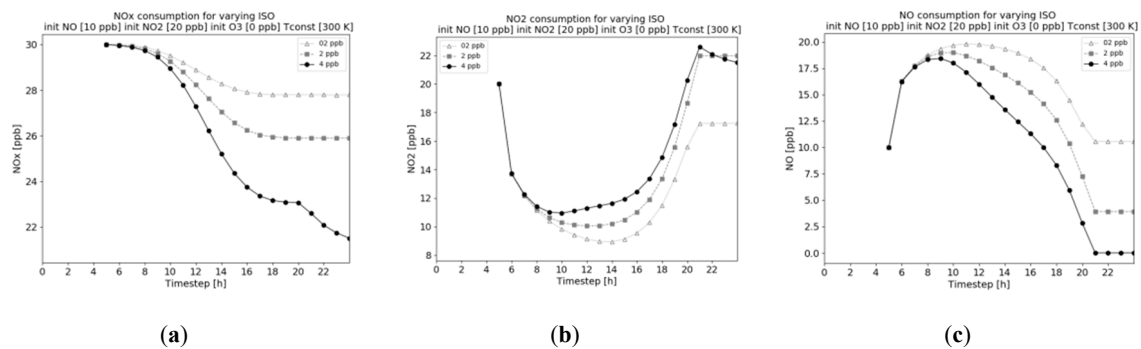 NOx consumption for varying ISO
init NO [10 ppb] init NO2 [20 ppb] init O3 [0 ppb] Tconst [300 K]
30
28
26
24
22
NOx [ppb]
02 ppb
2 ppb
4 ppb
0 2 4 6 8 10 12 14 16 18 20 22
Timestep [h]
(a)
NO2 consumption for varying ISO
init NO [10 ppb] init NO2 [20 ppb] init O3 [0 ppb] Tconst [300 K]
22
20
18
16
14
12
10
8
NO2 [ppb]
02 ppb
2 ppb
4 ppb
0 2 4 6 8 10 12 14 16 18 20 22
Timestep [h]
(b)
NO consumption for varying ISO
init NO [10 ppb] init NO2 [20 ppb] init O3 [0 ppb] Tconst [300 K]
20.0
17.5
15.0
12.5
10.0
7.5
5.0
2.5
0.0
NO [ppb]
02 ppb
2 ppb
4 ppb
0 2 4 6 8 10 12 14 16 18 20 22
Timestep [h]
(c)